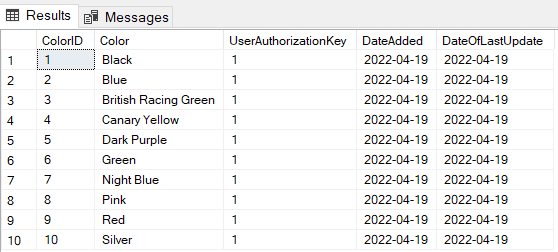 Results Messages
ColorID Color UserAuthorizationKey DateAdded DateOfLastUpdate
1 1 Black 1 2022-04-19 2022-04-19
2 2 Blue 1 2022-04-19 2022-04-19
3 3 British Racing Green 1 2022-04-19 2022-04-19
4 4 Canary Yellow 1 2022-04-19 2022-04-19
5 5 Dark Purple 1 2022-04-19 2022-04-19
6 6 Green 1 2022-04-19 2022-04-19
7 7 Night Blue 1 2022-04-19 2022-04-19
8 8 Pink 1 2022-04-19 2022-04-19
9 9 Red 1 2022-04-19 2022-04-19
10 10 Silver 1 2022-04-19 2022-04-19